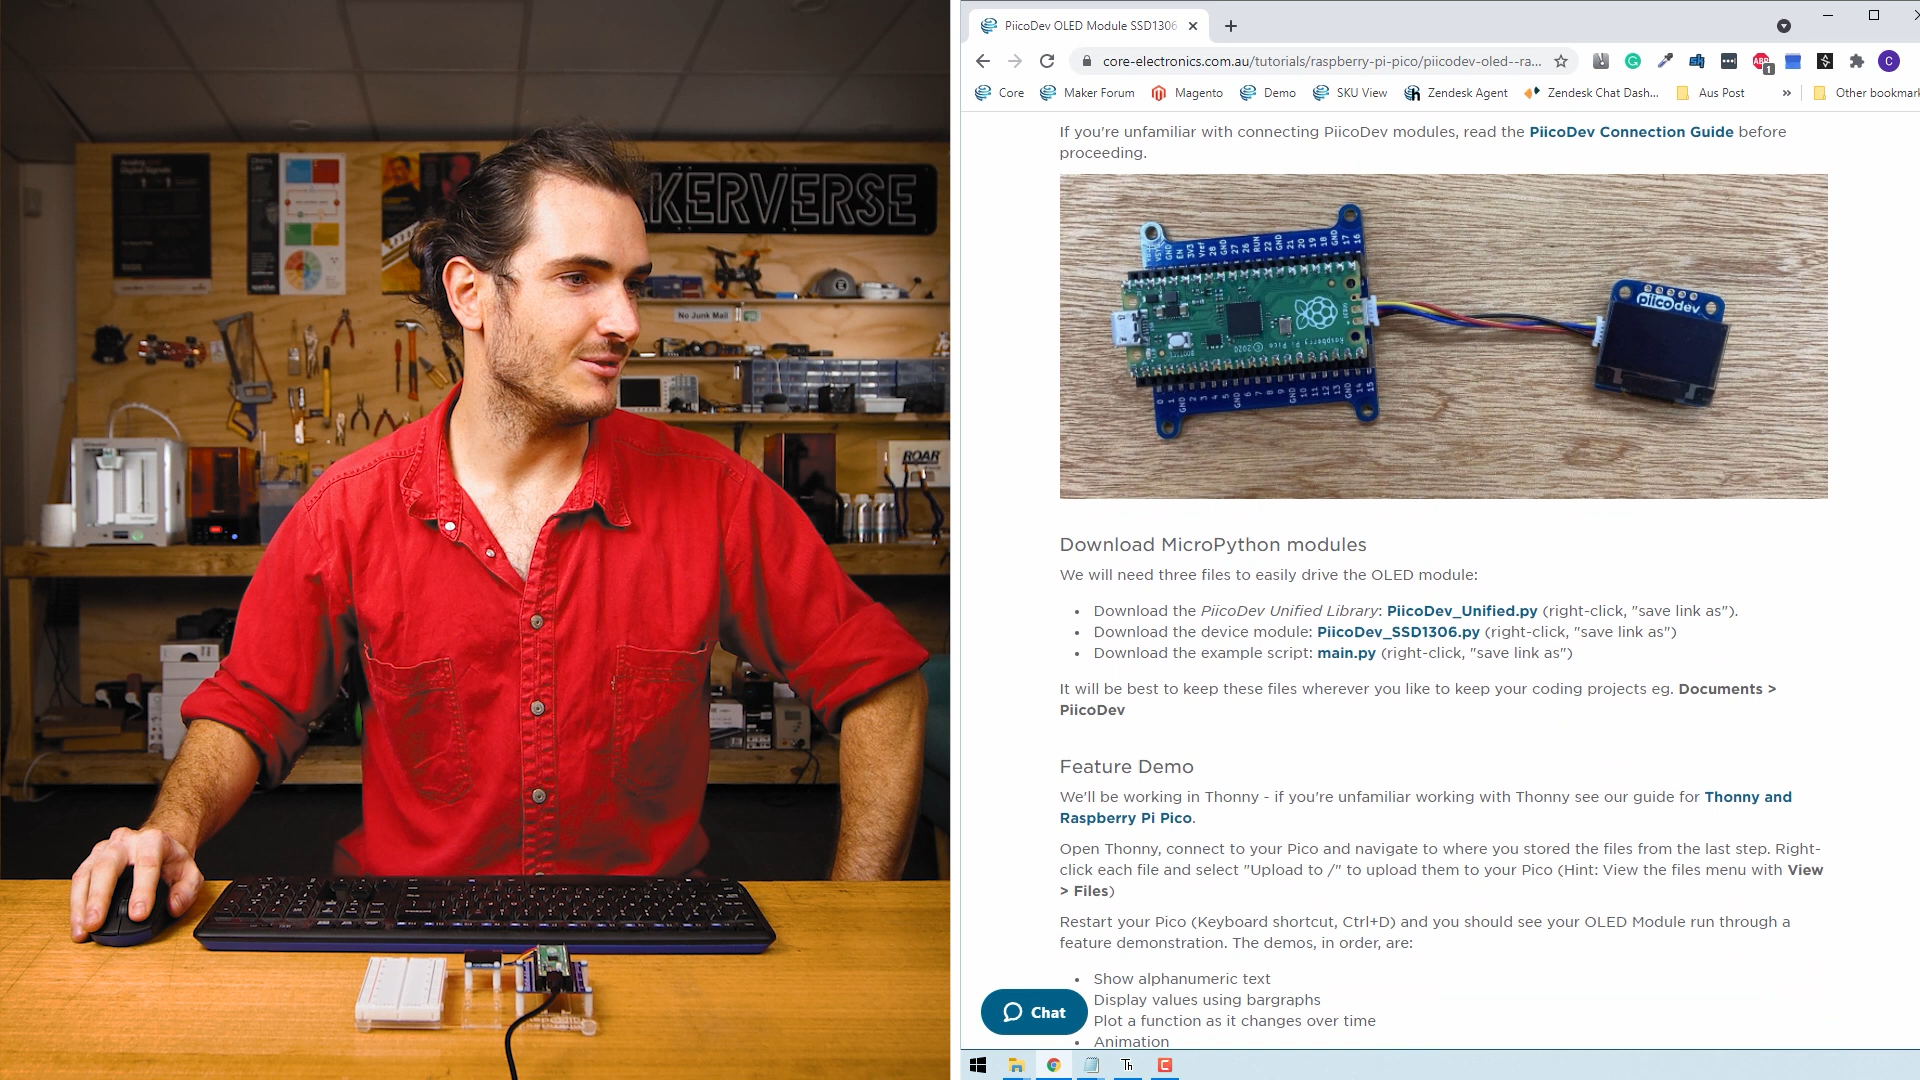 KERVERSE
No Junk Mail
ROAR
PiicoDev OLED Module SSD1306
core-electronics.com.au/tutorials/raspberry-pi-pico/piicodev-oled--ra...
ABP
1
C
Core
Maker Forum
Magento
Demo
SKU View
Zendesk Agent
Zendesk Chat Dash...
Aus Post
»
Other bookmark
If you're unfamiliar with connecting PiicoDev modules, read the PiicoDev Connection Guide before
proceeding.
piicodev
Raspberry Pi Pico © 2020
Download MicroPython modules
We will need three files to easily drive the OLED module:
• Download the PiicoDev Unified Library: PiicoDev_Unified.py (right-click, "save link as").
• Download the device module: PiicoDev_SSD1306.py (right-click, "save link as")
• Download the example script: main.py (right-click, "save link as")
It will be best to keep these files wherever you like to keep your coding projects eg. Documents >
PiicoDev
Feature Demo
We'll be working in Thonny - if you're unfamiliar working with Thonny see our guide for Thonny and
Raspberry Pi Pico.
Open Thonny, connect to your Pico and navigate to where you stored the files from the last step. Right-
click each file and select "Upload to /" to upload them to your Pico (Hint: View the files menu with View
> Files)
Restart your Pico (Keyboard shortcut, Ctrl+D) and you should see your OLED Module run through a
feature demonstration. The demos, in order, are:
• Show alphanumeric text
Display values using bargraphs
Plot a function as it changes over time
• Animation
Chat
Th